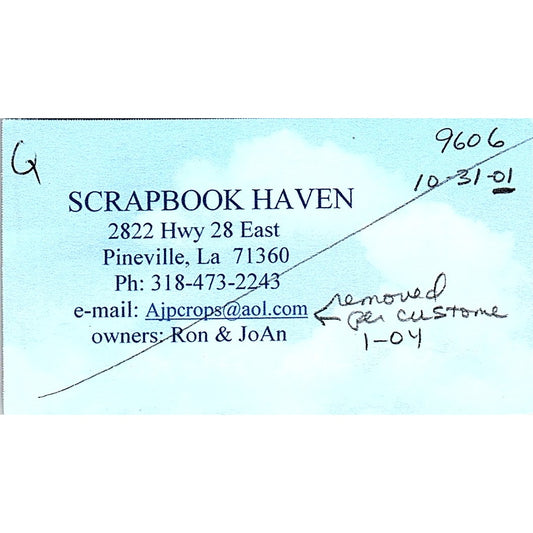 G
9606
10-31-01
SCRAPBOOK HAVEN
2822 Hwy 28 East
Pineville, La 71360
Ph: 318-473-2243
e-mail: Ajpcrops@aol.com
owners: Ron & JoAn
removed
per custome
1-04